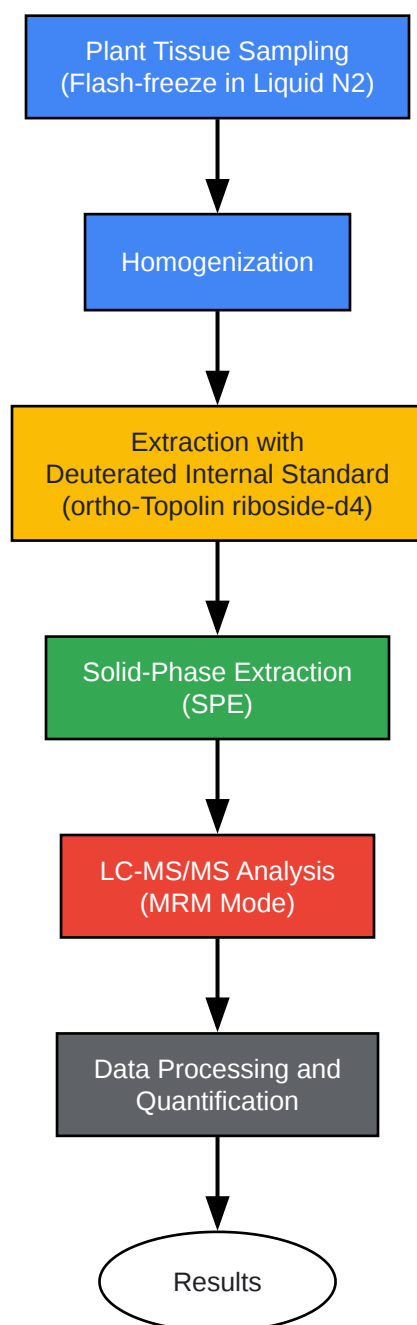 Plant Tissue Sampling
(Flash-freeze in Liquid N2)
Homogenization
Extraction with
Deuterated Internal Standard
(ortho-Topolin riboside-d4)
Solid-Phase Extraction
(SPE)
LC-MS/MS Analysis
(MRM Mode)
Data Processing and
Quantification
Results